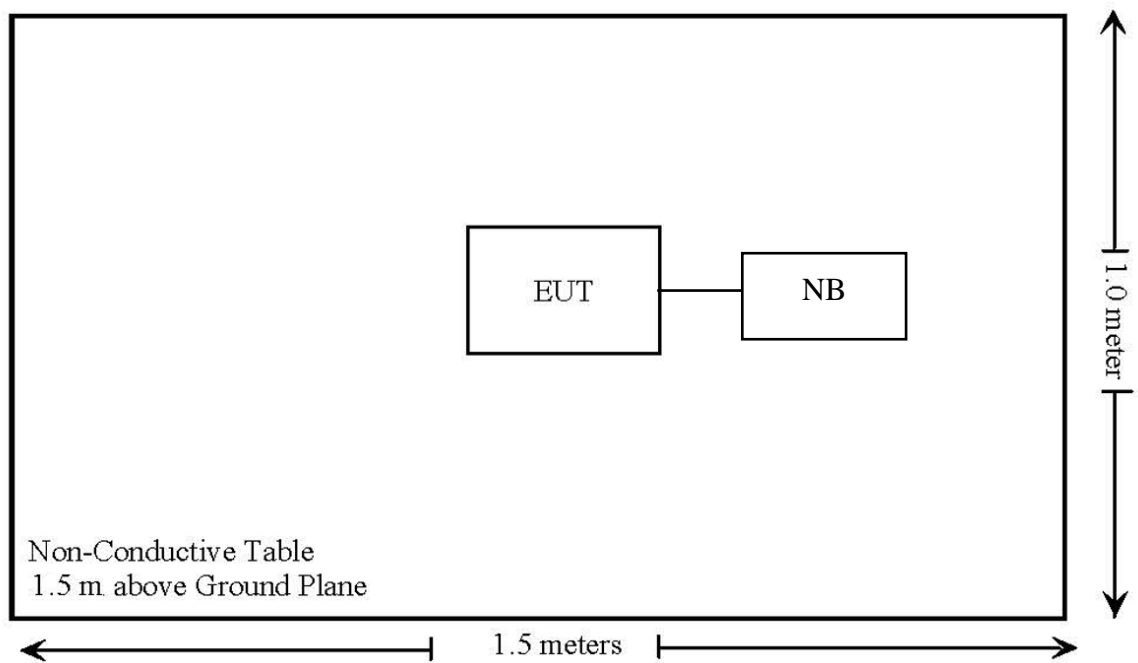 EUT
NB
1.0 meter
Non-Conductive Table
1.5 m. above Ground Plane
1.5 meters